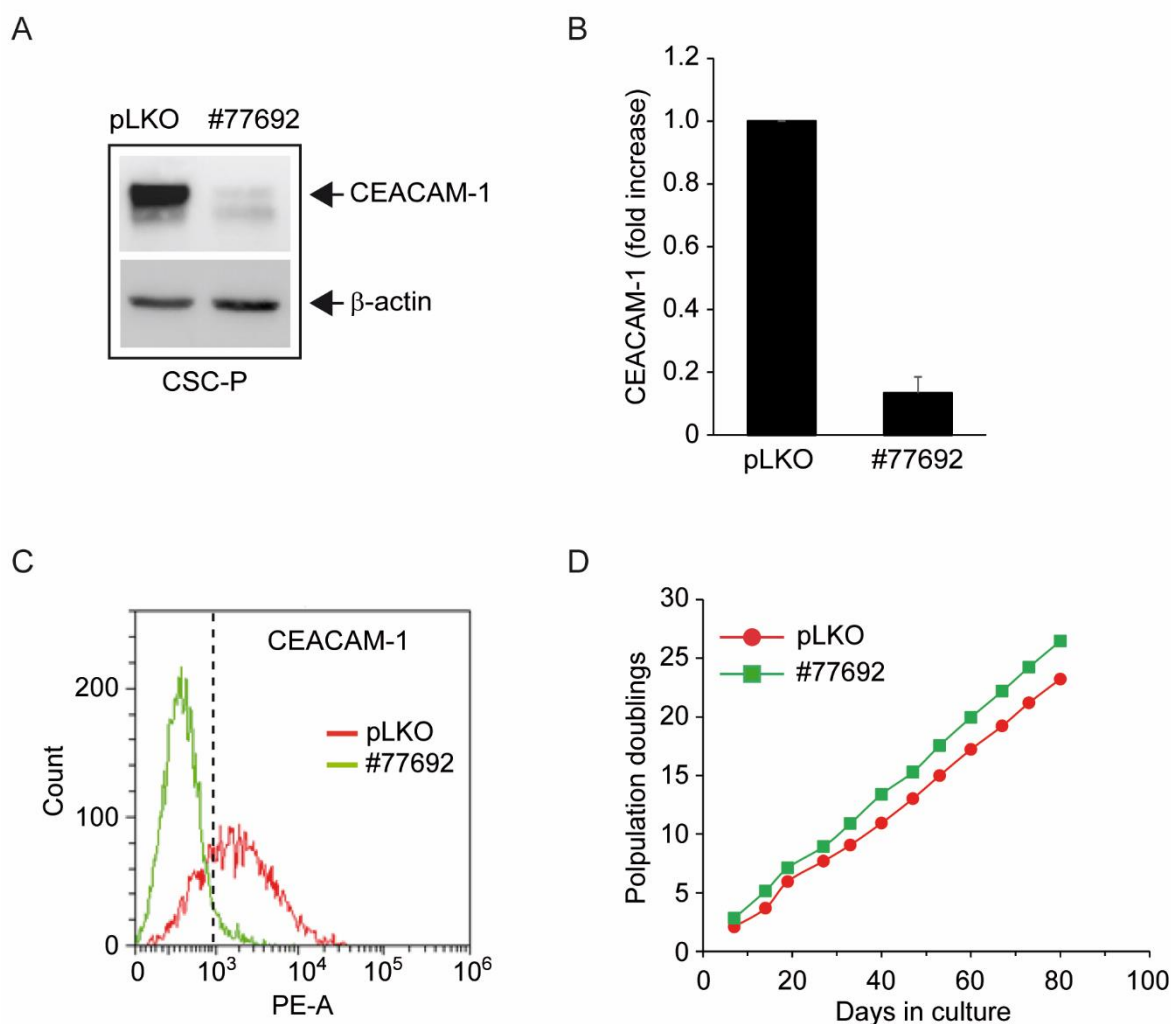 A
pLKO #77692
CEACAM-1
β-actin
CSC-P
B
CEACAM-1 (fold increase)
1.2
1.0
0.8
0.6
0.4
0.2
0
pLKO #77692
C
CEACAM-1
Count
200
100
0
pLKO
#77692
0 10³ 10⁴ 10⁵ 10⁶
PE-A
D
Polpulation doublings
30
25
20
15
10
5
0
pLKO
#77692
0 20 40 60 80 100
Days in culture